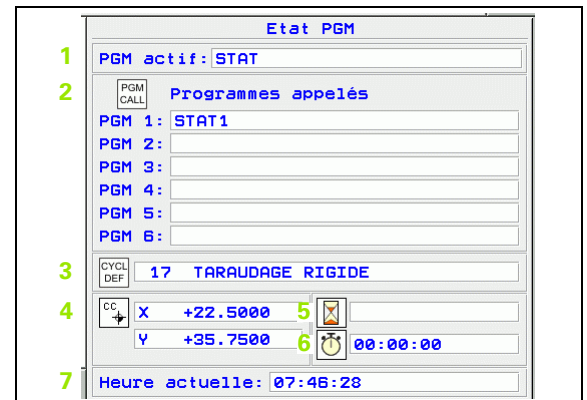 Etat PGM
1 PGM actif: STAT
2 PGM CALL Programmes appelés
PGM 1: STAT1
PGM 2:
PGM 3:
PGM 4:
PGM 5:
PGM 6:
3 CYCL DEF 17 TARAUDAGE RIGIDE
4 CC X +22.5000 5
Y +35.7500 6 00:00:00
7 Heure actuelle: 07:46:28